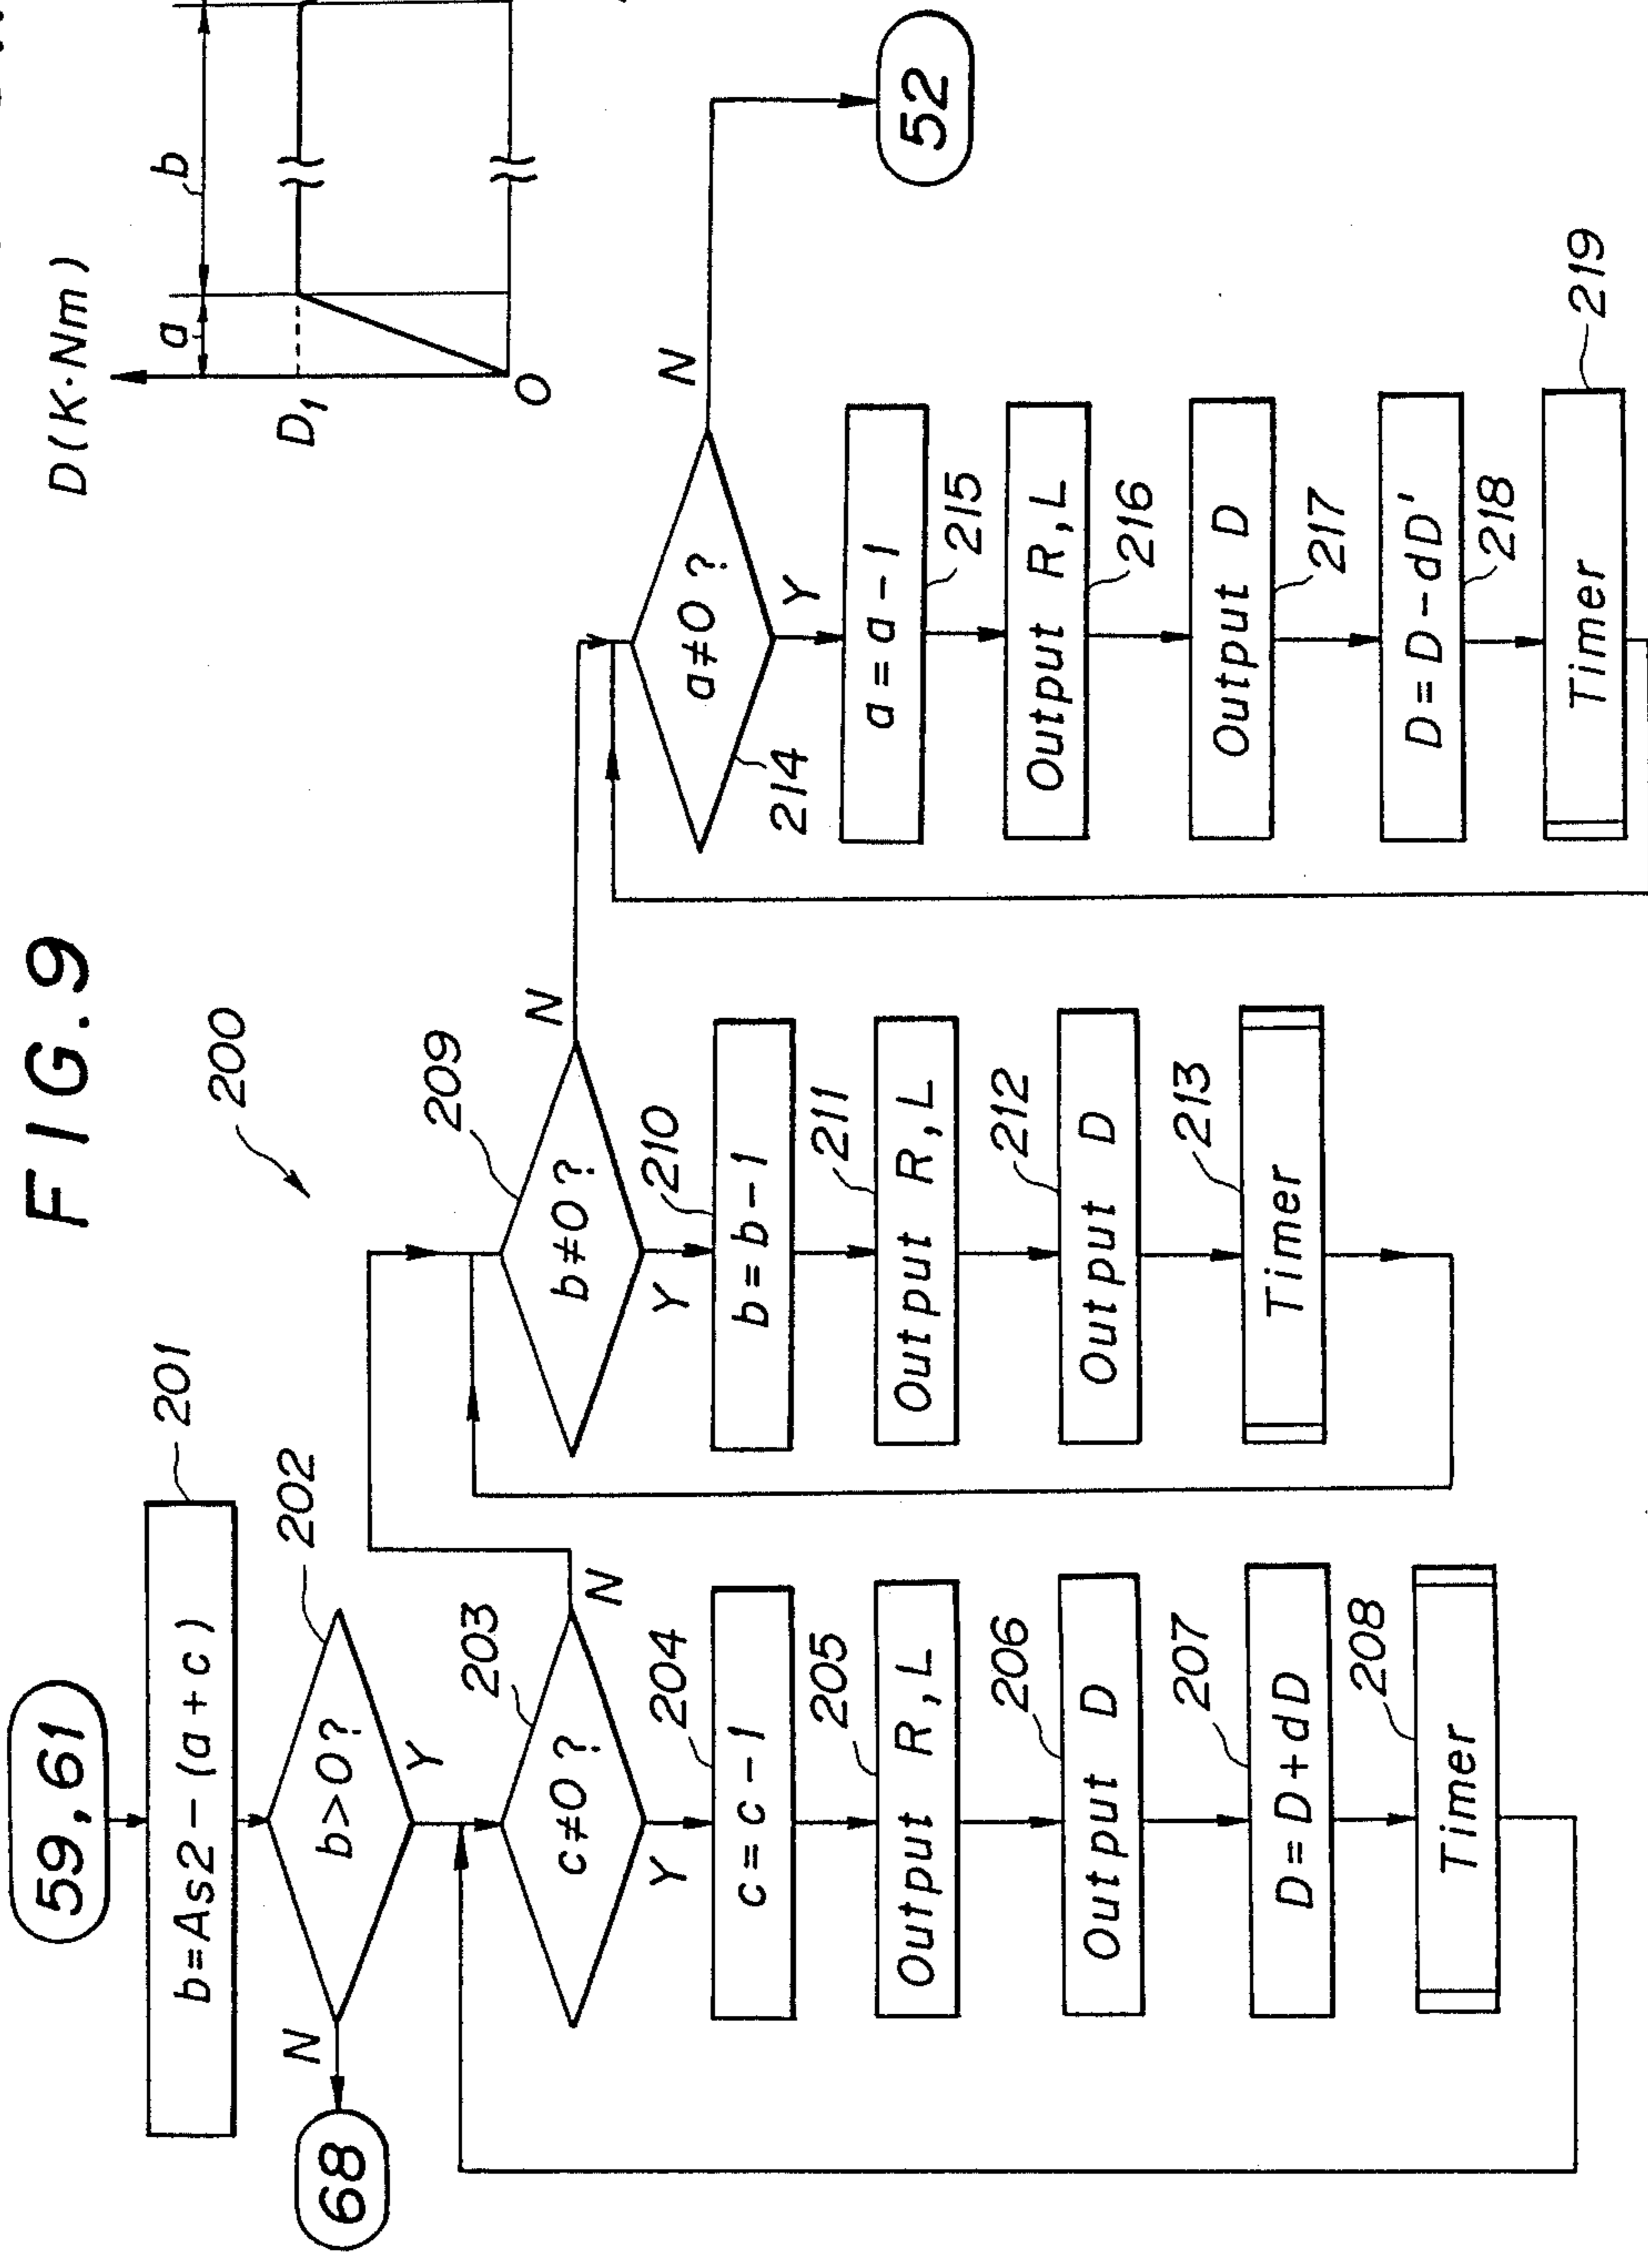 FIG. 9
200
59, 61
b=As2-(a+c)
201
b>0?
202
N
Y
68
c≠0?
203
N
Y
c=c-1
204
Output R, L
205
Output D
206
D=D+dD
207
Timer
208
b≠0?
209
N
Y
b=b-1
210
Output R, L
211
Output D
212
Timer
213
a≠0?
214
N
Y
52
a=a-1
215
Output R, L
216
Output D
217
D=D-dD'
218
Timer
219
D(K·Nm)
a
b
D1
0